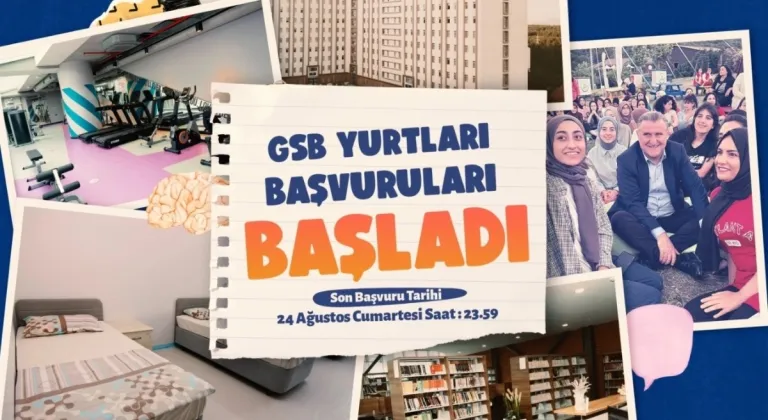 GSB YURTLARI
BAŞVURULARI
BAŞLADI
Son Başvuru Tarihi
24 Ağustos Cumartesi Saat : 23.59